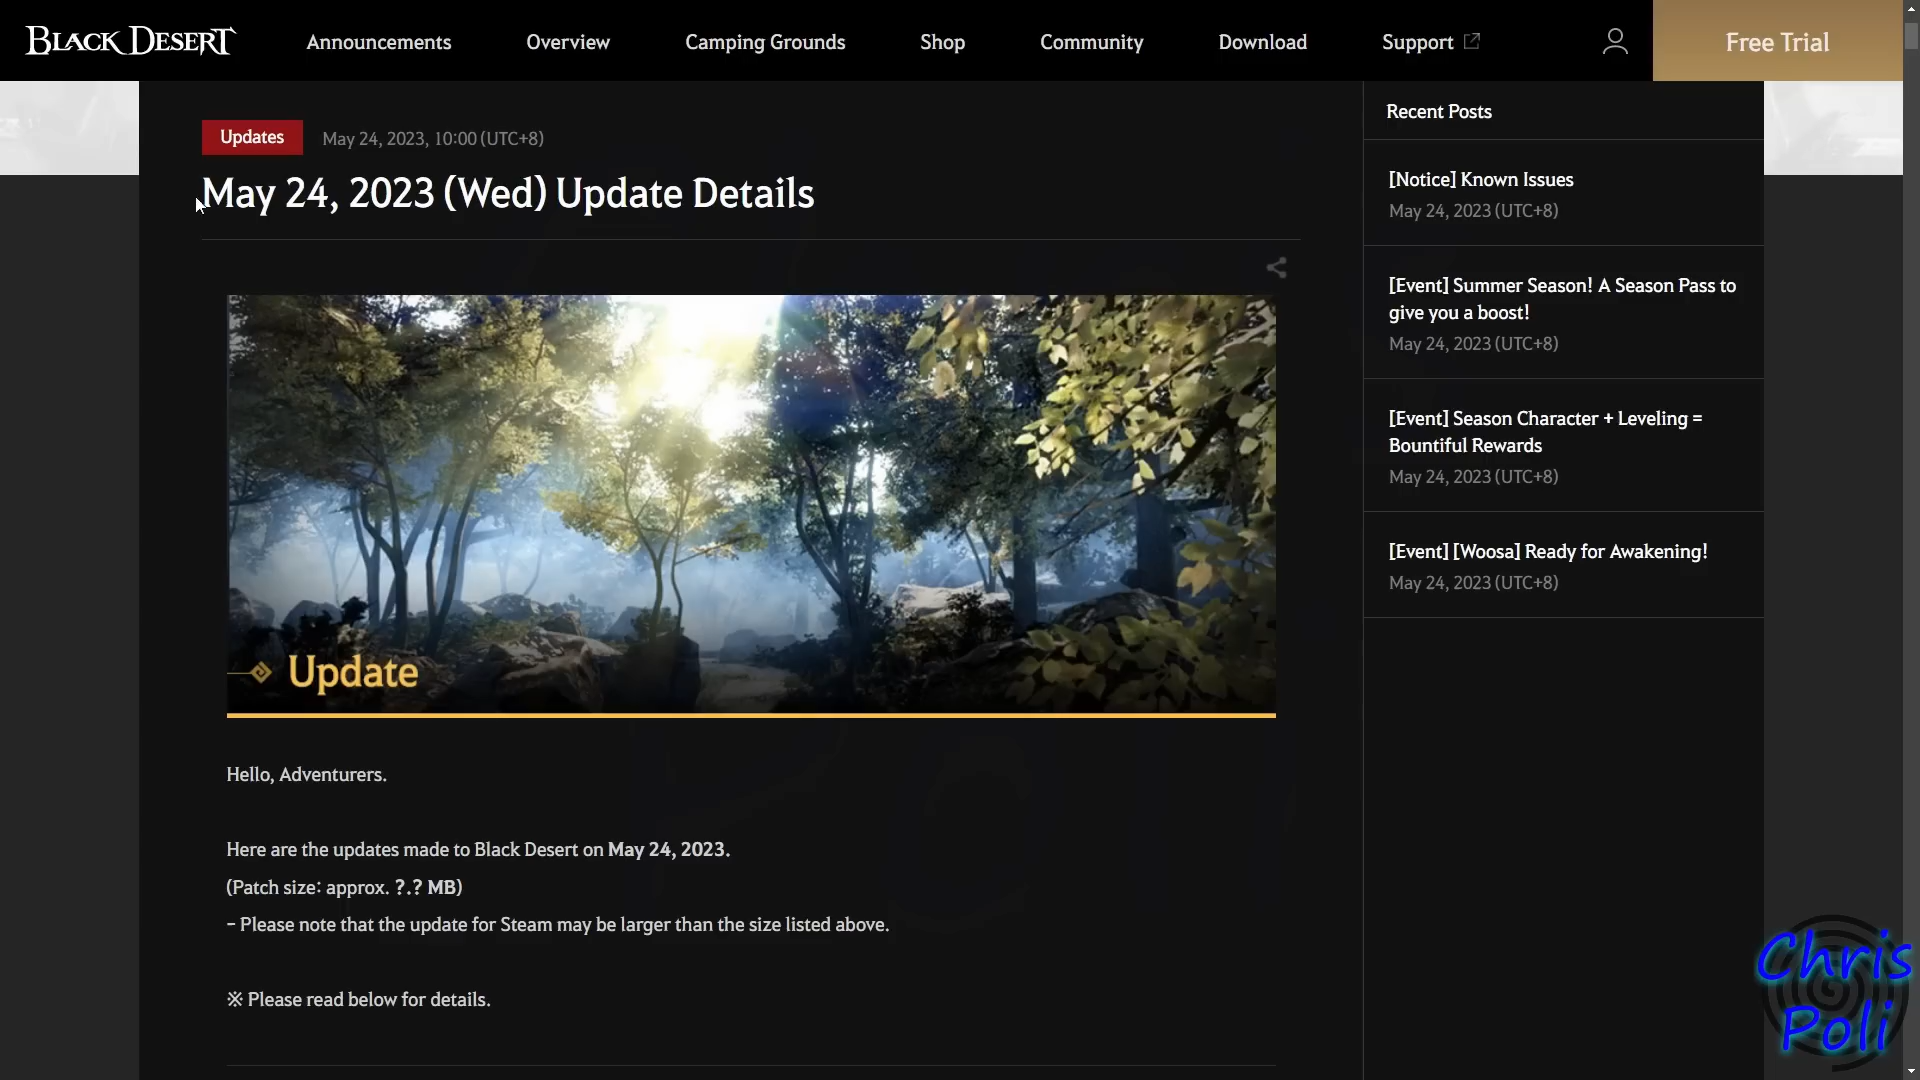 BLACK DESERT
Announcements
Overview
Camping Grounds
Shop
Community
Download
Support
Free Trial
Updates
May 24, 2023, 10:00 (UTC+8)
May 24, 2023 (Wed) Update Details
Update
Hello, Adventurers.
Here are the updates made to Black Desert on May 24, 2023.
(Patch size: approx. ?.? MB)
- Please note that the update for Steam may be larger than the size listed above.
※ Please read below for details.
Recent Posts
[Notice] Known Issues
May 24, 2023 (UTC+8)
[Event] Summer Season! A Season Pass to
give you a boost!
May 24, 2023 (UTC+8)
[Event] Season Character + Leveling =
Bountiful Rewards
May 24, 2023 (UTC+8)
[Event] [Woosa] Ready for Awakening!
May 24, 2023 (UTC+8)
Chris
Poli